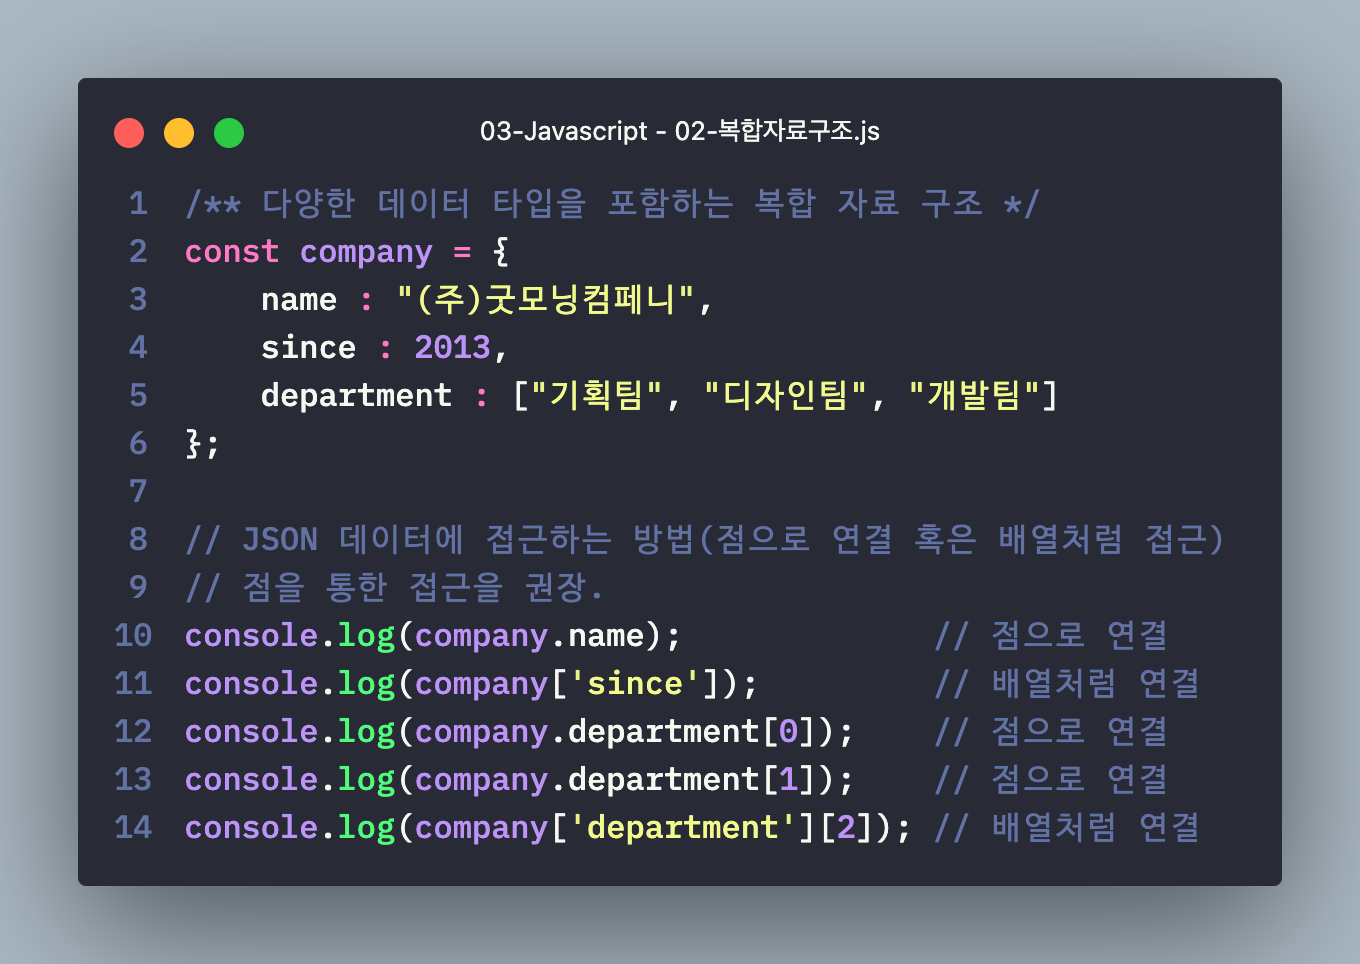 03-Javascript - 02-복합자료구조.js
1 /** 다양한 데이터 타입을 포함하는 복합 자료 구조 */
2 const company = {
3     name : "(주)굿모닝컴페니",
4     since : 2013,
5     department : ["기획팀", "디자인팀", "개발팀"]
6 };
7
8 // JSON 데이터에 접근하는 방법(점으로 연결 혹은 배열처럼 접근)
9 // 점을 통한 접근을 권장.
10 console.log(company.name);             // 점으로 연결
11 console.log(company['since']);         // 배열처럼 연결
12 console.log(company.department[0]);    // 점으로 연결
13 console.log(company.department[1]);    // 점으로 연결
14 console.log(company['department'][2]); // 배열처럼 연결